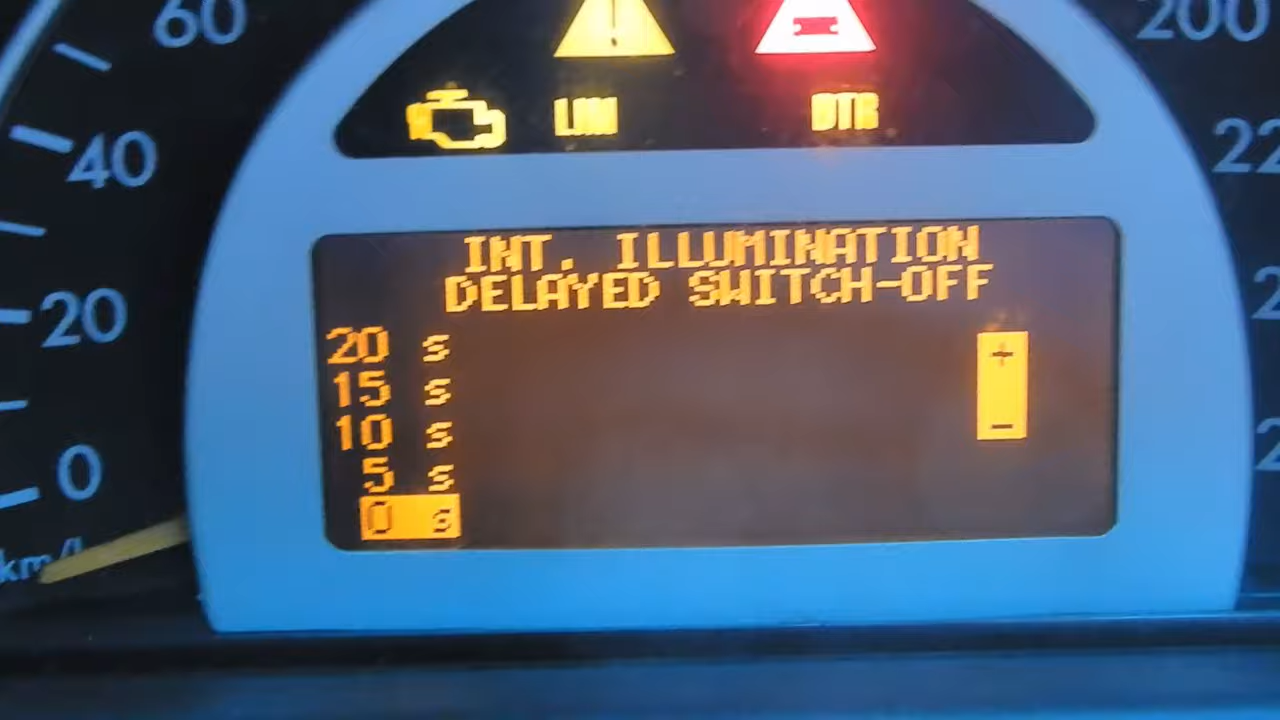 60
200
40
LIM
DTR
22
INT. ILLUMINATION
DELAYED SWITCH-OFF
20 s
20
15 s
10 s
5 s
0
0 s
km/
+
−